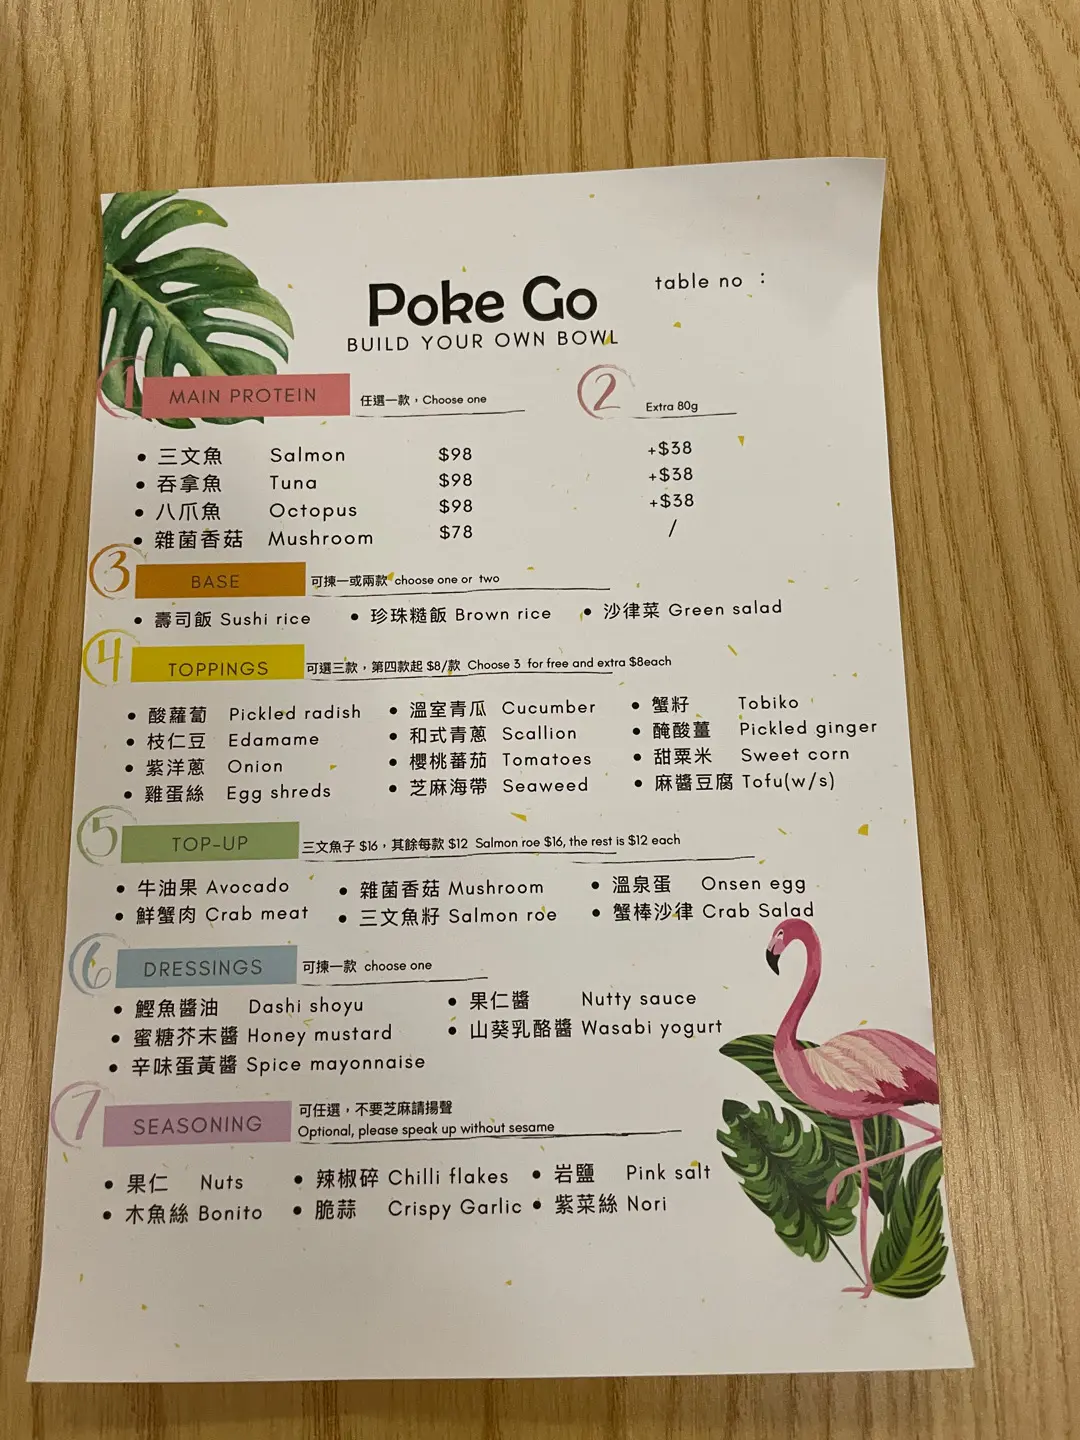 Poke Go
table no ：
BUILD YOUR OWN BOWL
1 MAIN PROTEIN 任選一款，Choose one 2 Extra 80g
• 三文魚 Salmon $98 +$38
• 吞拿魚 Tuna $98 +$38
• 八爪魚 Octopus $98 +$38
• 雜菌香菇 Mushroom $78 /
3 BASE 可揀一或兩款 choose one or two
• 壽司飯 Sushi rice • 珍珠糙飯 Brown rice • 沙律菜 Green salad
4 TOPPINGS 可選三款，第四款起 $8/款 Choose 3 for free and extra $8each
• 酸蘿蔔 Pickled radish • 溫室青瓜 Cucumber • 蟹籽 Tobiko
• 枝仁豆 Edamame • 和式青蔥 Scallion • 醃酸薑 Pickled ginger
• 紫洋蔥 Onion • 櫻桃蕃茄 Tomatoes • 甜粟米 Sweet corn
• 雞蛋絲 Egg shreds • 芝麻海帶 Seaweed • 麻醬豆腐 Tofu(w/s)
5 TOP-UP 三文魚子 $16，其餘每款 $12 Salmon roe $16, the rest is $12 each
• 牛油果 Avocado • 雜菌香菇 Mushroom • 溫泉蛋 Onsen egg
• 鮮蟹肉 Crab meat • 三文魚籽 Salmon roe • 蟹棒沙律 Crab Salad
6 DRESSINGS 可揀一款 choose one
• 鰹魚醬油 Dashi shoyu • 果仁醬 Nutty sauce
• 蜜糖芥末醬 Honey mustard • 山葵乳酪醬 Wasabi yogurt
• 辛味蛋黃醬 Spice mayonnaise
7 SEASONING 可任選，不要芝麻請揚聲
Optional, please speak up without sesame
• 果仁 Nuts • 辣椒碎 Chilli flakes • 岩鹽 Pink salt
• 木魚絲 Bonito • 脆蒜 Crispy Garlic • 紫菜絲 Nori